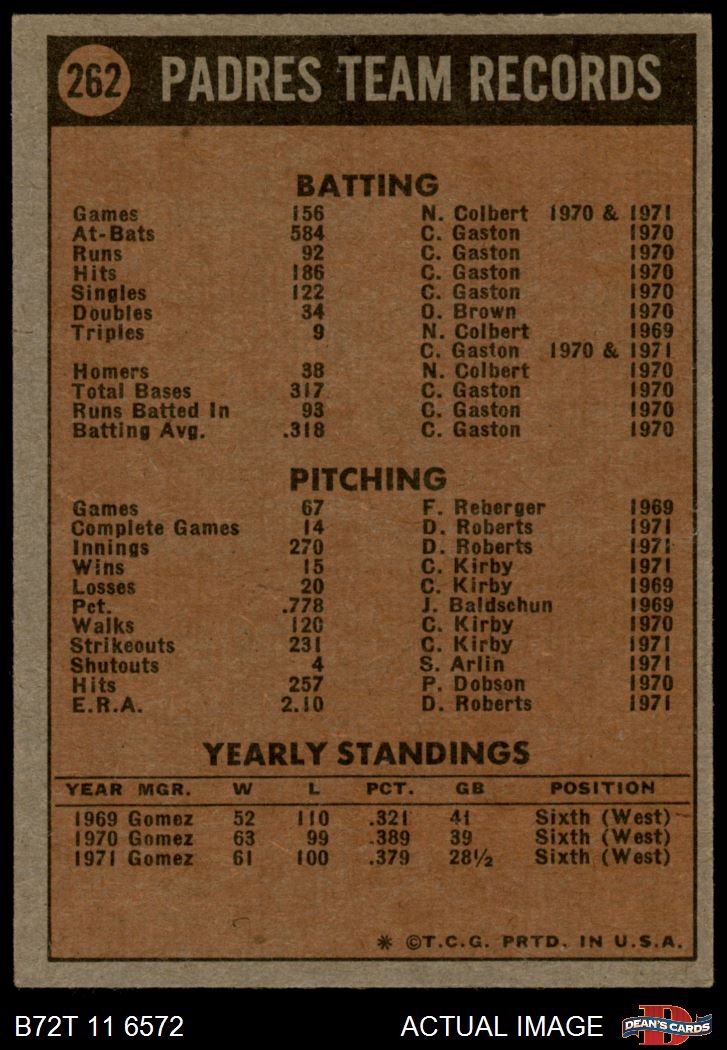 262 PADRES TEAM RECORDS
BATTING
Games 156 N. Colbert 1970 & 1971
At-Bats 584 C. Gaston 1970
Runs 92 C. Gaston 1970
Hits 186 C. Gaston 1970
Singles 122 C. Gaston 1970
Doubles 34 O. Brown 1970
Triples 9 N. Colbert 1969
C. Gaston 1970 & 1971
Homers 38 N. Colbert 1970
Total Bases 317 C. Gaston 1970
Runs Batted In 93 C. Gaston 1970
Batting Avg. .318 C. Gaston 1970
PITCHING
Games 67 F. Reberger 1969
Complete Games 14 D. Roberts 1971
Innings 270 D. Roberts 1971
Wins 15 C. Kirby 1971
Losses 20 C. Kirby 1969
Pct. .778 J. Baldschun 1969
Walks 120 C. Kirby 1970
Strikeouts 231 C. Kirby 1971
Shutouts 4 S. Arlin 1971
Hits 257 P. Dobson 1970
E.R.A. 2.10 D. Roberts 1971
YEARLY STANDINGS
YEAR MGR. W L PCT. GB POSITION
1969 Gomez 52 110 .321 41 Sixth (West)
1970 Gomez 63 99 .389 39 Sixth (West)
1971 Gomez 61 100 .379 28½ Sixth (West)
* ©T.C.G. PRTD. IN U.S.A.
B72T 11 6572 ACTUAL IMAGE D DEAN'S CARDS